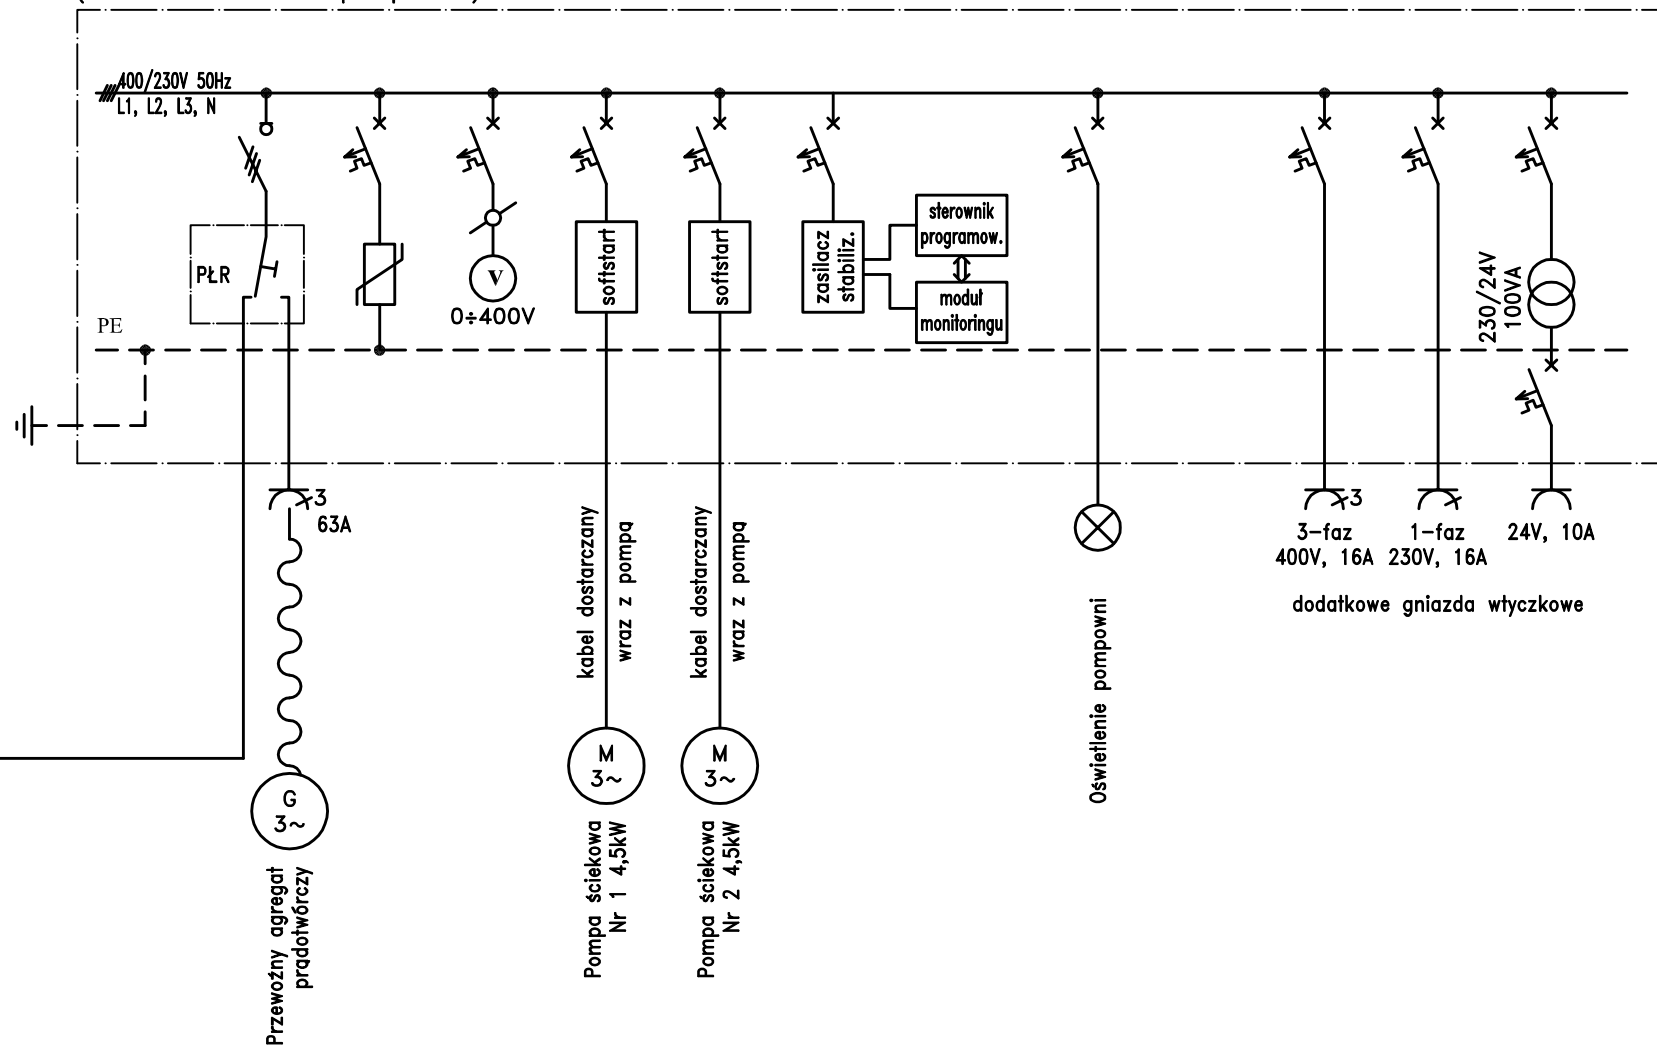 400/230V 50Hz
L1, L2, L3, N
PŁR
PE
V
0÷400V
softstart
softstart
zasilacz
stabiliz.
sterownik
programow.
moduł
monitoringu
230/24V
100VA
3
63A
kabel dostarczany
wraz z pompą
kabel dostarczany
wraz z pompą
3
3-faz
400V, 16A
1-faz
230V, 16A
24V, 10A
dodatkowe gniazda wtyczkowe
Oświetlenie pompowni
M
3~
M
3~
G
3~
Pompa ściekowa
Nr 1 4,5kW
Pompa ściekowa
Nr 2 4,5kW
Przewoźny agregat
prądotwórczy